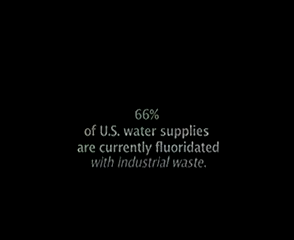 66%
of U.S. water supplies
are currently fluoridated
with industrial waste.